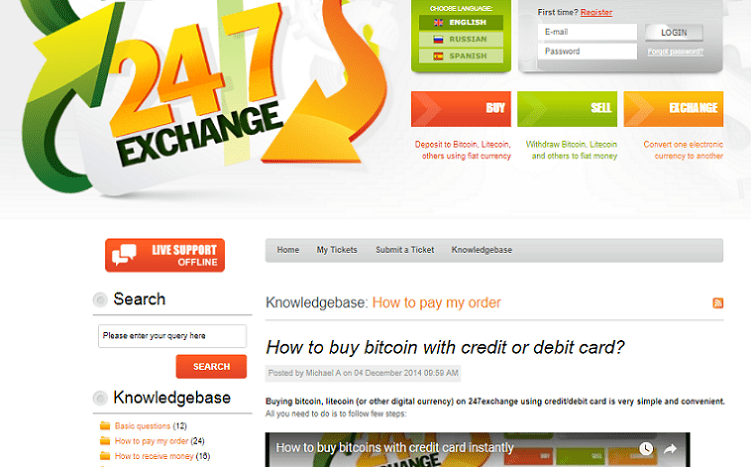 24 7
EXCHANGE
CHOOSE LANGUAGE:
ENGLISH
RUSSIAN
SPANISH
First time? Register
E-mail
LOGIN
Password
Forgot password?
BUY
SELL
EXCHANGE
Deposit to Bitcoin, Litecoin,
others using fiat currency
Withdraw Bitcoin, Litecoin
and others to fiat money
Convert one electronic
currency to another
LIVE SUPPORT
OFFLINE
Home My Tickets Submit a Ticket Knowledgebase
Search
Please enter your query here
SEARCH
Knowledgebase
Basic questions (12)
How to pay my order (24)
How to receive money (18)
Knowledgebase: How to pay my order
How to buy bitcoin with credit or debit card?
Posted by Michael A on 04 December 2014 09:59 AM
Buying bitcoin, litecoin (or other digital currency) on 247exchange using credit/debit card is very simple and convenient.
All you need to do is to follow few steps:
How to buy bitcoins with credit card instantly